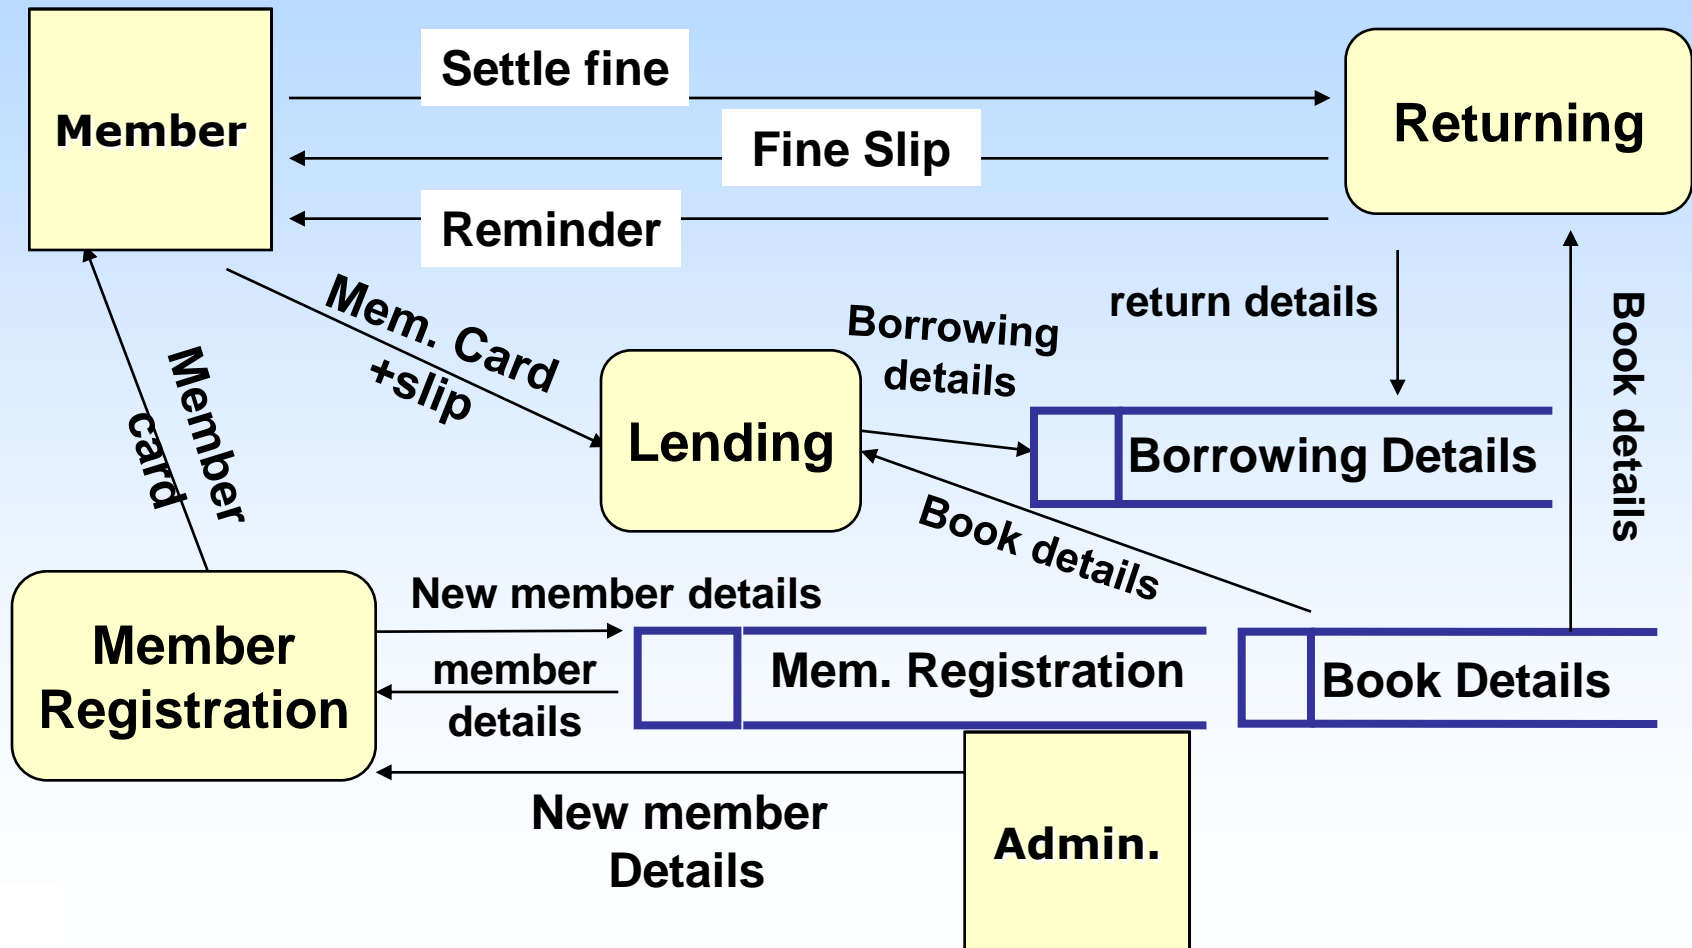 Settle fine
Member
Returning
Fine Slip
Reminder
Mem. Card
+slip
Borrowing
details
return details
Book details
Member
card
Lending
Borrowing Details
Book details
New member details
Member
Registration
member
details
Mem. Registration
Book Details
New member
Details
Admin.